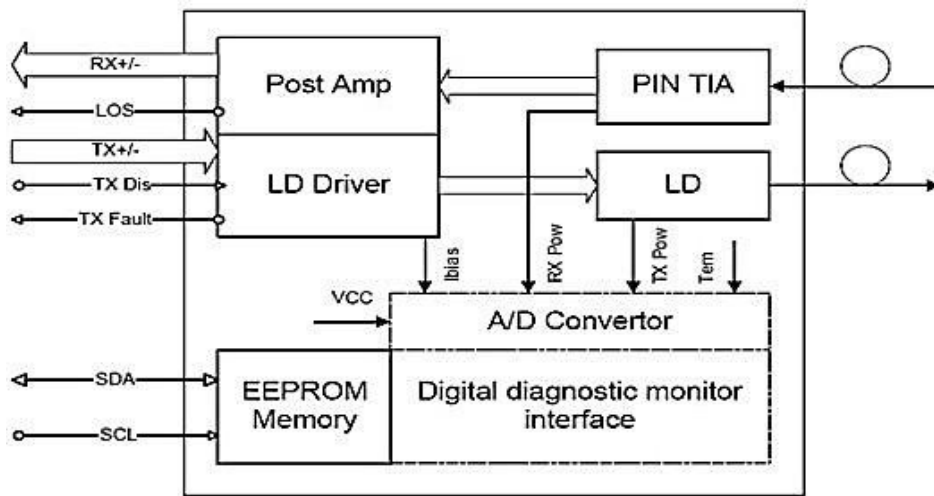 RX+/-
Post Amp
PIN TIA
LOS
TX+/-
TX Dis
LD Driver
LD
TX Fault
Ibias
RX Pow
TX Pow
Tem
VCC
A/D Convertor
SDA
EEPROM
Memory
Digital diagnostic monitor
interface
SCL